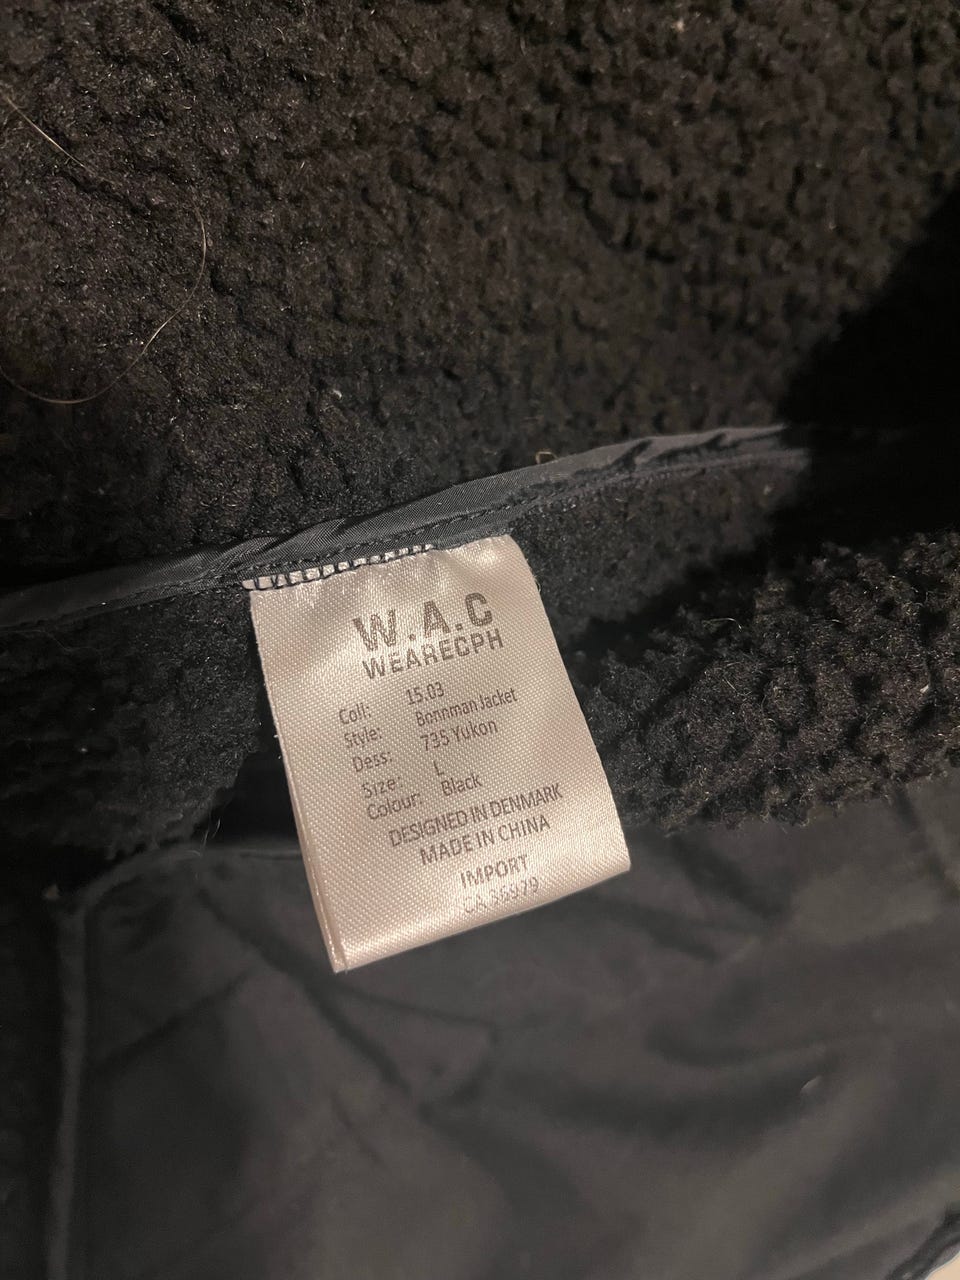 W.A.C
WEARECPH
Coll: 15.03
Style: Bonnman Jacket
Dess: 735 Yukon
Size: L
Colour: Black
DESIGNED IN DENMARK
MADE IN CHINA
IMPORT
CA